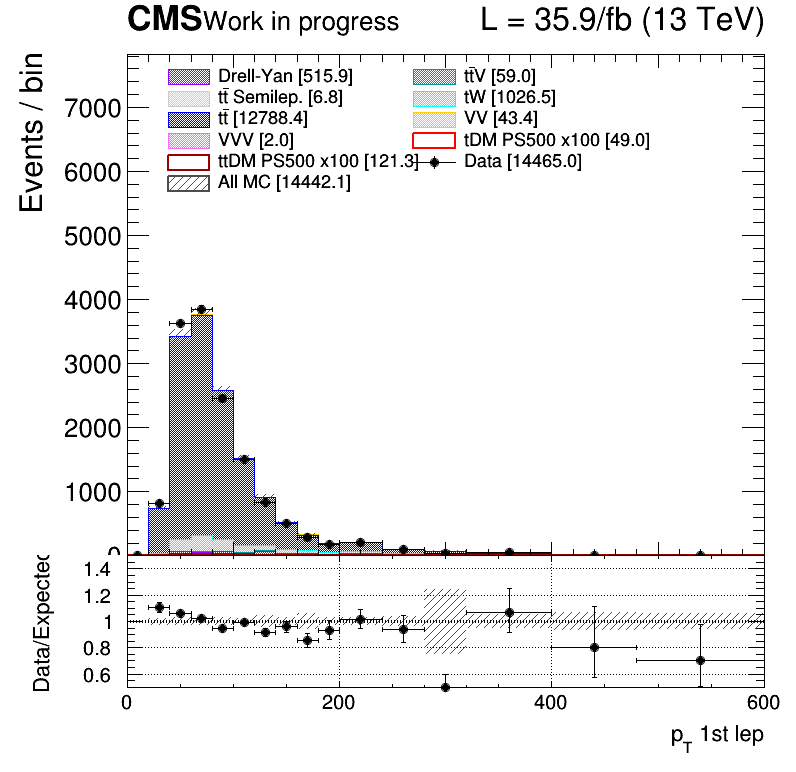 CMS Work in progress L = 35.9/fb (13 TeV)
Events / bin
7000
6000
5000
4000
3000
2000
1000
0
Drell-Yan [515.9] tt̄V [59.0]
tt̄ Semilep. [6.8] tW [1026.5]
tt̄ [12788.4] VV [43.4]
VVV [2.0] tDM PS500 x100 [49.0]
ttDM PS500 x100 [121.3] Data [14465.0]
All MC [14442.1]
Data/Expected
1.4
1.2
1
0.8
0.6
0 200 400 600
p_T 1st lep